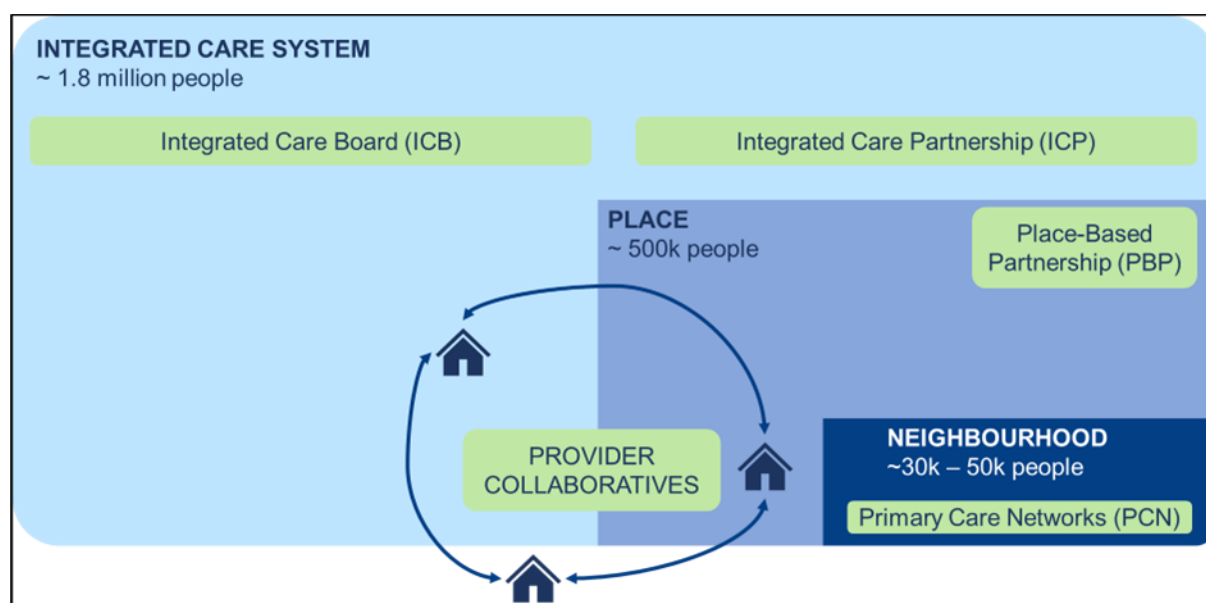 INTEGRATED CARE SYSTEM
~ 1.8 million people
Integrated Care Board (ICB)
Integrated Care Partnership (ICP)
PLACE
~ 500k people
Place-Based
Partnership (PBP)
PROVIDER
COLLABORATIVES
NEIGHBOURHOOD
~30k – 50k people
Primary Care Networks (PCN)